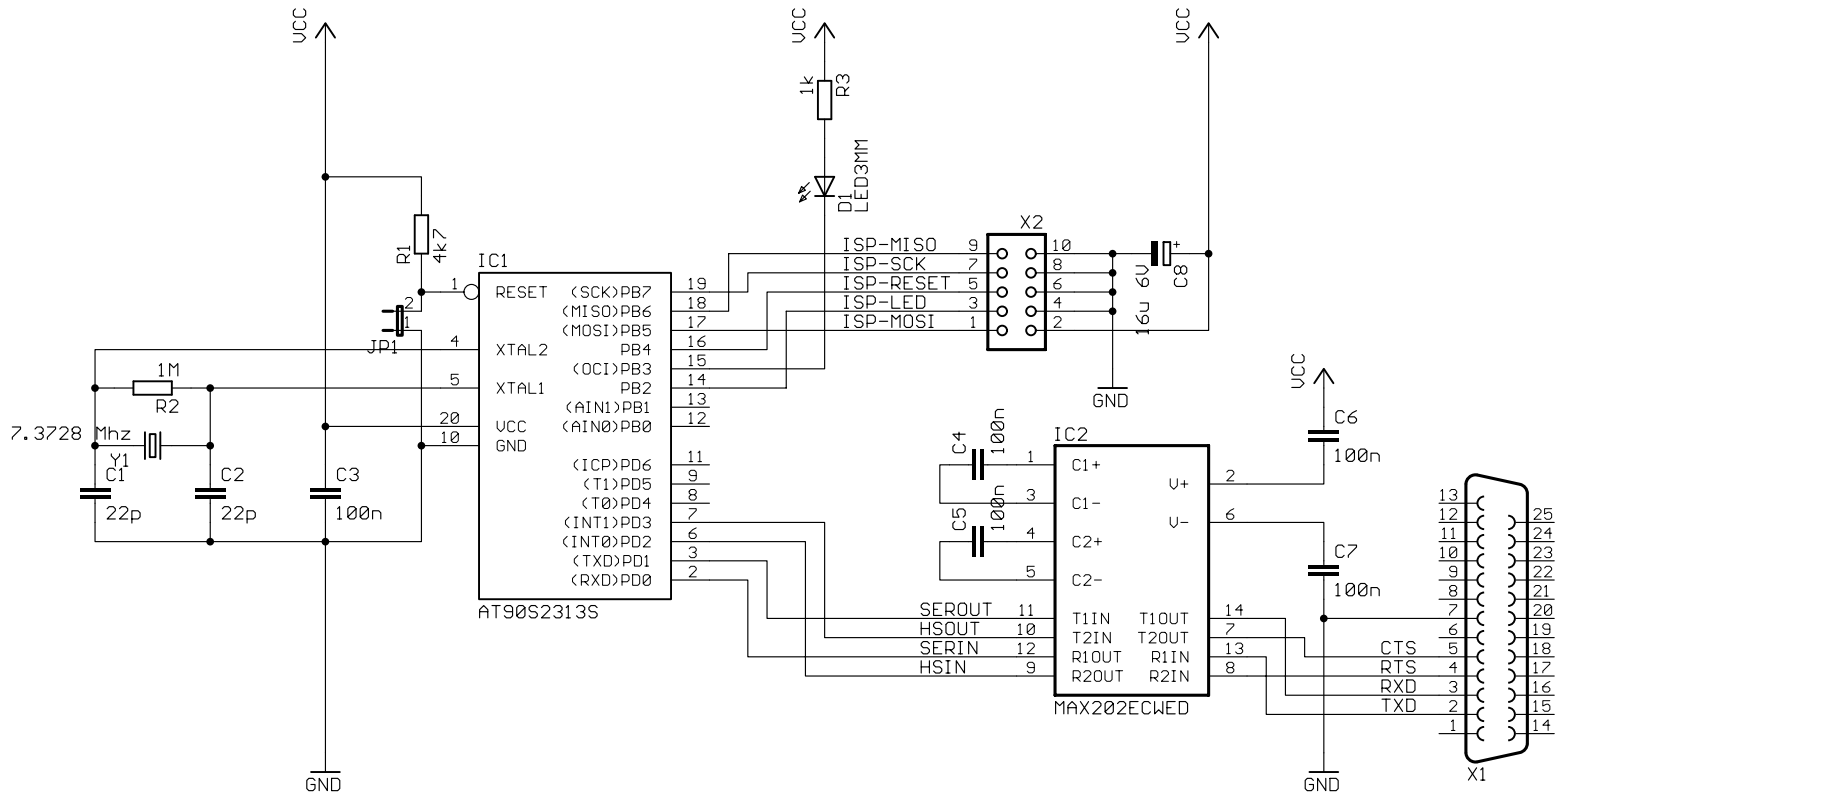 VCC
VCC
VCC
1k
R3
D1
LED3MM
R1
4k7
X2
ISP-MISO 9 10
ISP-SCK 7 8
ISP-RESET 5 6
ISP-LED 3 4
ISP-MOSI 1 2
16u 6V
+
C8
GND
IC1
1 RESET
2
1
JP1
4 XTAL2
5 XTAL1
20 VCC
10 GND
(SCK)PB7 19
(MISO)PB6 18
(MOSI)PB5 17
PB4 16
(OCI)PB3 15
PB2 14
(AIN1)PB1 13
(AIN0)PB0 12
(ICP)PD6 11
(T1)PD5 9
(T0)PD4 8
(INT1)PD3 7
(INT0)PD2 6
(TXD)PD1 3
(RXD)PD0 2
AT90S2313S
1M
R2
7.3728 Mhz
Y1
C1
22p
C2
22p
C3
100n
GND
C4
100n
C5
100n
IC2
1 C1+
3 C1-
4 C2+
5 C2-
V+ 2
V- 6
SEROUT 11 T1IN T1OUT 14
HSOUT 10 T2IN T2OUT 7
SERIN 12 R1OUT R1IN 13
HSIN 9 R2OUT R2IN 8
MAX202ECWED
VCC
C6
100n
C7
100n
GND
CTS
RTS
RXD
TXD
13
12
11
10
9
8
7
6
5
4
3
2
1
25
24
23
22
21
20
19
18
17
16
15
14
X1